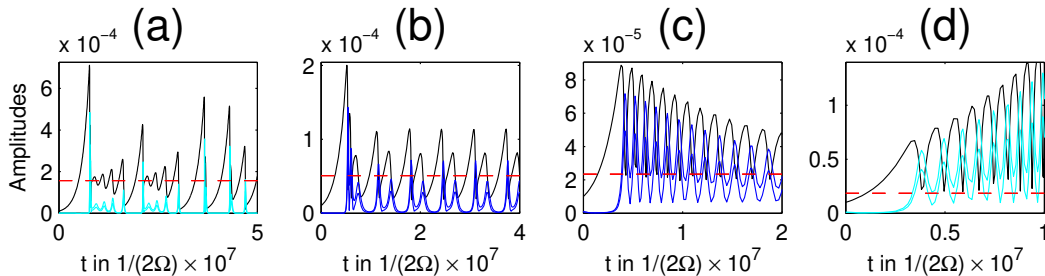 (a) (b) (c) (d)
x 10⁻⁴ x 10⁻⁴ x 10⁻⁵ x 10⁻⁴
Amplitudes
6
4
2
0
0 5
t in 1/(2Ω) × 10⁷
2
1
0
0 2 4
t in 1/(2Ω) × 10⁷
8
6
4
2
0
0 1 2
t in 1/(2Ω) × 10⁷
1
0.5
0
0 0.5 1
t in 1/(2Ω) × 10⁷